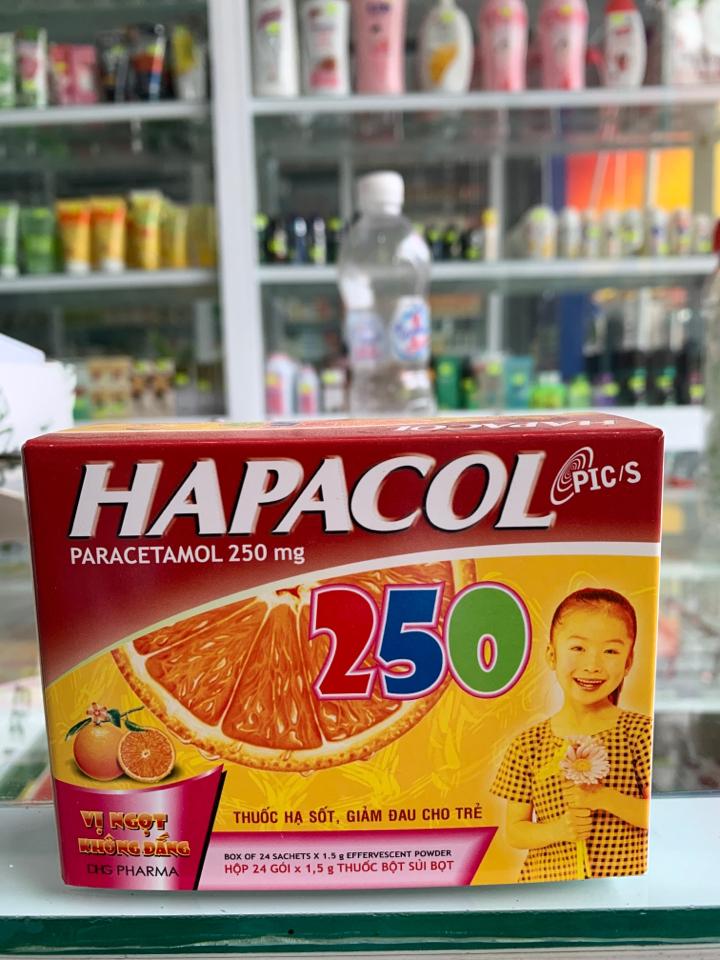 HAPACOL
HAPACOL
PIC/S
PARACETAMOL 250 mg
250
VỊ NGỌT
KHÔNG ĐẮNG
DHG PHARMA
THUỐC HẠ SỐT, GIẢM ĐAU CHO TRẺ
BOX OF 24 SACHETS X 1.5 g EFFERVESCENT POWDER
HỘP 24 GÓI x 1,5 g THUỐC BỘT SỦI BỌT